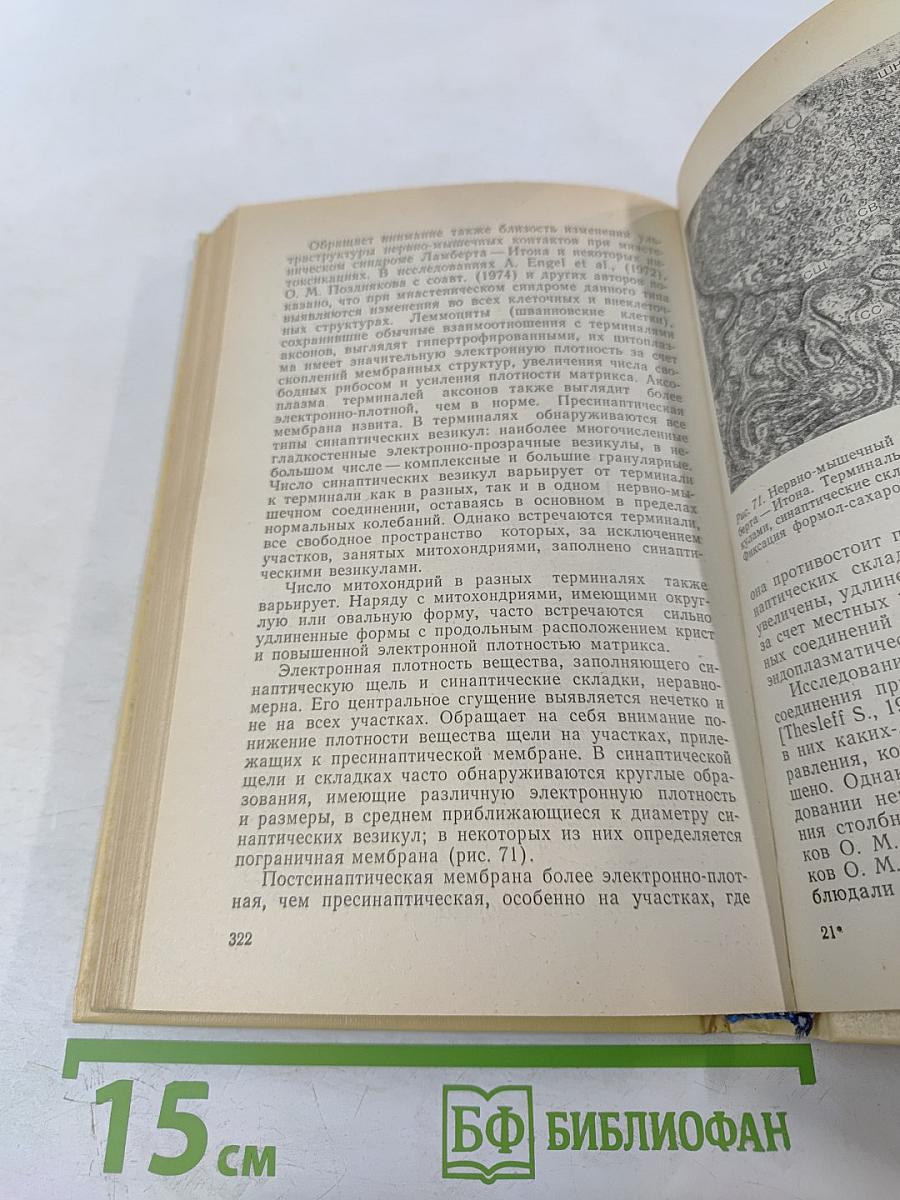 Обращает внимание также близость изменений уль-
траструктуры нервно-мышечных контактов при миасте-
ническом синдроме Ламберта — Итона и некоторых ин-
токсикациях. В исследованиях A. Engel et al., (1972),
О. М. Позднякова с соавт. (1974) и других авторов по-
казано, что при миастеническом синдроме данного типа
выявляются изменения во всех клеточных и внеклеточ-
ных структурах. Леммоциты (шванновские клетки),
сохранившие обычные взаимоотношения с терминалями
аксонов, выглядят гипертрофированными, их цитоплаз-
ма имеет значительную электронную плотность за счет
скоплений мембранных структур, увеличения числа сво-
бодных рибосом и усиления плотности матрикса. Аксо-
плазма терминалей аксонов также выглядит более
электронно-плотной, чем в норме. Пресинаптическая
мембрана извита. В терминалях обнаруживаются все
типы синаптических везикул: наиболее многочисленные
гладкостенные электронно-прозрачные везикулы, в не-
большом числе — комплексные и большие гранулярные.
Число синаптических везикул варьирует от терминали
к терминали как в разных, так и в одном нервно-мы-
шечном соединении, оставаясь в основном в пределах
нормальных колебаний. Однако встречаются терминали,
все свободное пространство которых, за исключением
участков, занятых митохондриями, заполнено синапти-
ческими везикулами.
Число митохондрий в разных терминалях также
варьирует. Наряду с митохондриями, имеющими округ-
лую или овальную форму, часто встречаются сильно
удлиненные формы с продольным расположением крист
и повышенной электронной плотностью матрикса.
Электронная плотность вещества, заполняющего си-
наптическую щель и синаптические складки, неравно-
мерна. Его центральное сгущение выявляется нечетко и
не на всех участках. Обращает на себя внимание по-
нижение плотности вещества щели на участках, приле-
жащих к пресинаптической мембране. В синаптической
щели и складках часто обнаруживаются круглые обра-
зования, имеющие различную электронную плотность
и размеры, в среднем приближающиеся к диаметру си-
наптических везикул; в некоторых из них определяется
пограничная мембрана (рис. 71).
Постсинаптическая мембрана более электронно-плот-
ная, чем пресинаптическая, особенно на участках, где
322
СВ
СЩ
Рис. 71. Нервно-мышечный
берта — Итона. Терминаль
кулами, синаптические скл
Фиксация формол-сахаро
она противостоит п
наптических склад
увеличены, удлине
за счет местных
ных соединений
эндоплазматичес
Исследовани
соединения при
[Thesleff S., 19
в них каких-
равления, ко
шено. Однак
довании нер
ния столбн
ков О. М.
ков О. М.
блюдали
21*
15 см
БФ БИБЛИОФАН